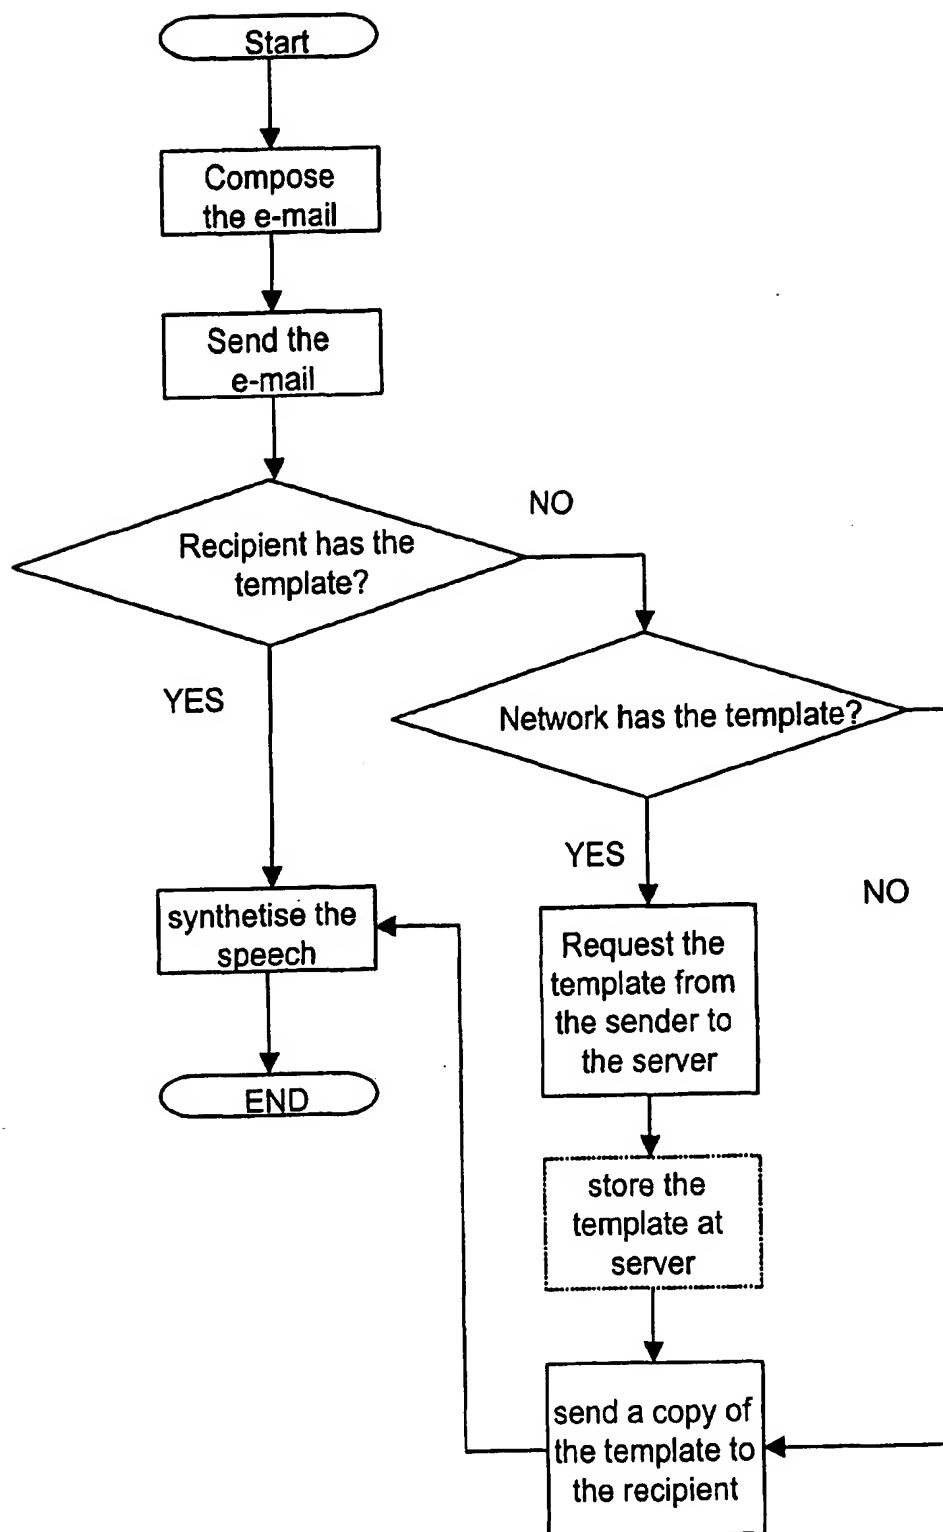 Start
Compose
the e-mail
Send the
e-mail
Recipient has the
template?
NO
YES
Network has the template?
YES
NO
synthetise the
speech
END
Request the
template from
the sender to
the server
store the
template at
server
send a copy of
the template to
the recipient